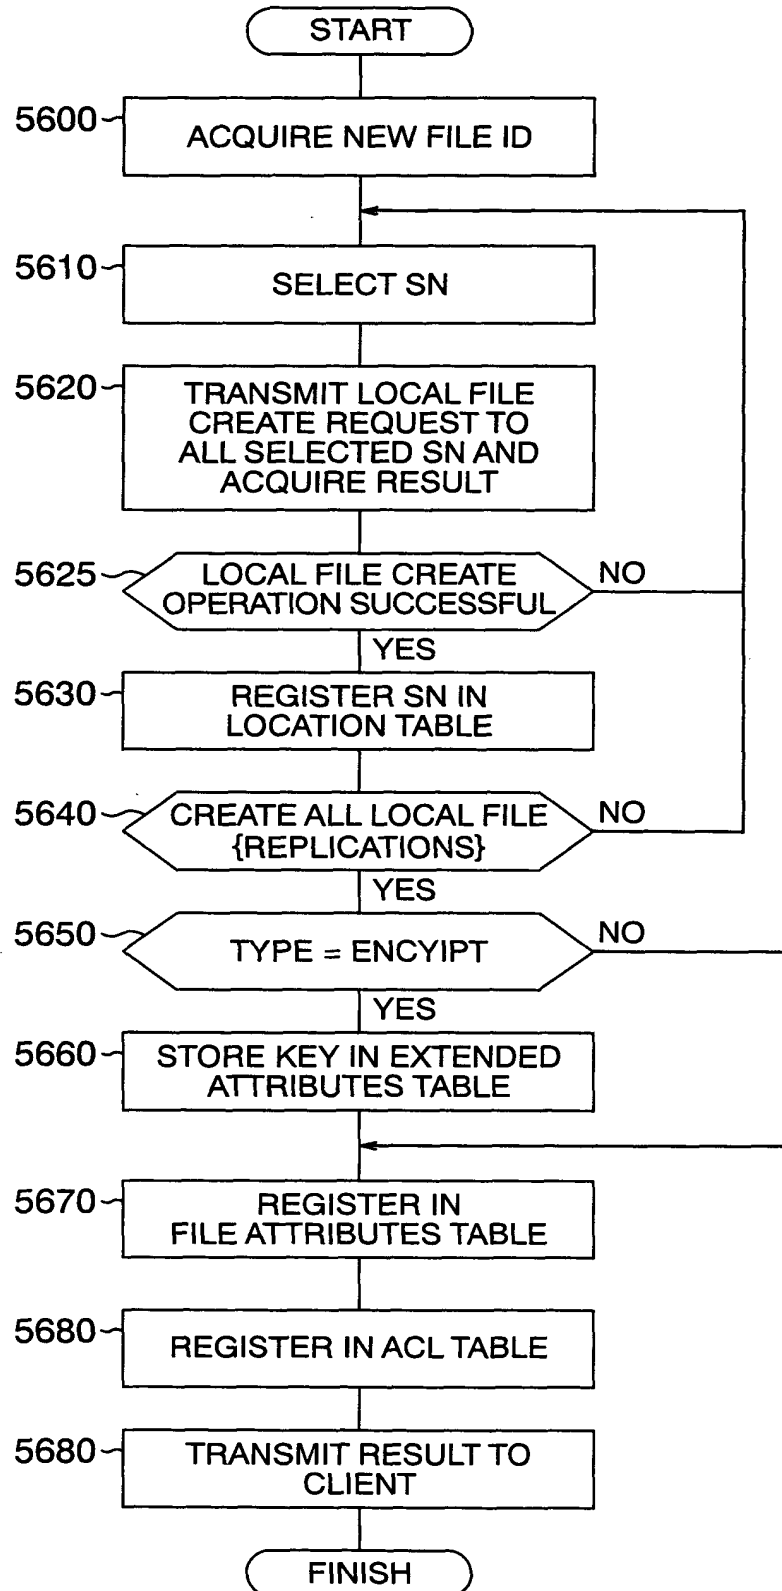 START
5600
ACQUIRE NEW FILE ID
5610
SELECT SN
5620
TRANSMIT LOCAL FILE
CREATE REQUEST TO
ALL SELECTED SN AND
ACQUIRE RESULT
5625
LOCAL FILE CREATE
OPERATION SUCCESSFUL
NO
YES
5630
REGISTER SN IN
LOCATION TABLE
5640
CREATE ALL LOCAL FILE
{REPLICATIONS}
NO
YES
5650
TYPE = ENCYIPT
NO
YES
5660
STORE KEY IN EXTENDED
ATTRIBUTES TABLE
5670
REGISTER IN
FILE ATTRIBUTES TABLE
5680
REGISTER IN ACL TABLE
5680
TRANSMIT RESULT TO
CLIENT
FINISH